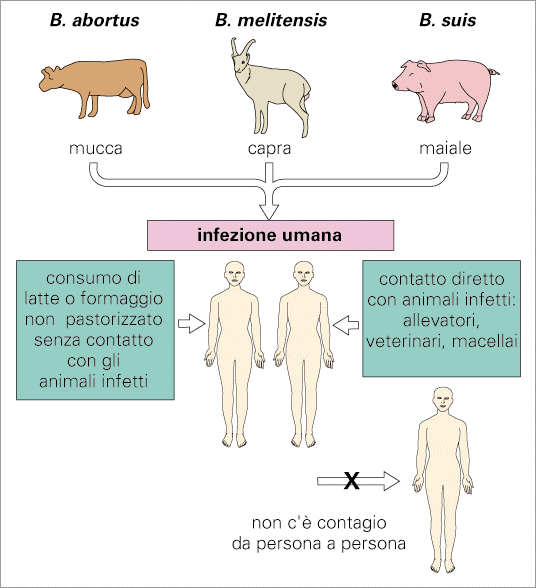 B. abortus
B. melitensis
B. suis
mucca
capra
maiale
infezione umana
consumo di
latte o formaggio
non pastorizzato
senza contatto
con gli
animali infetti
contatto diretto
con animali infetti:
allevatori,
veterinari, macellai
X
non c'è contagio
da persona a persona